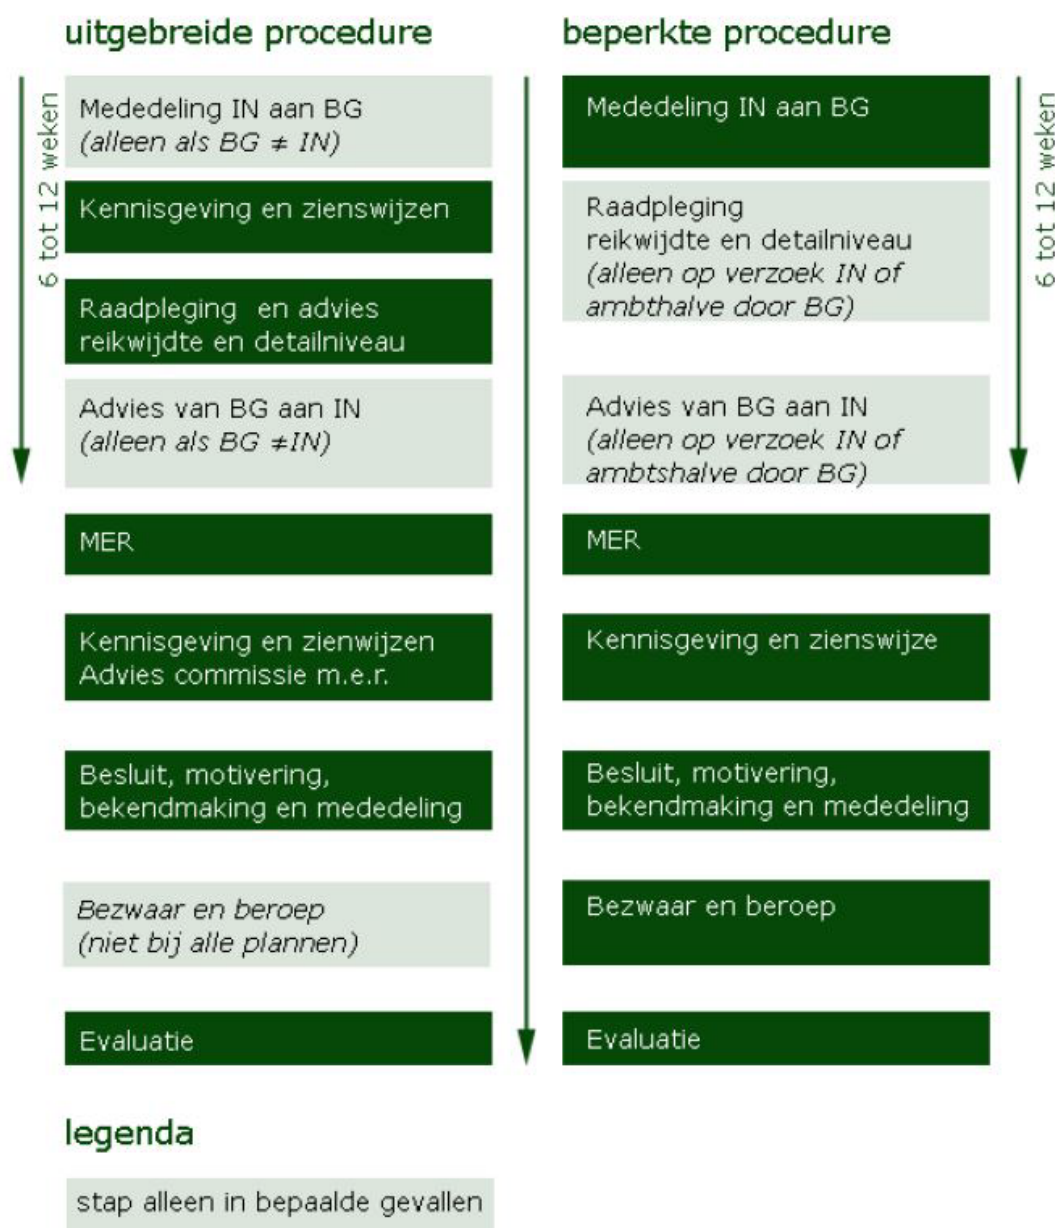 uitgebreide procedure
6 tot 12 weken
Mededeling IN aan BG
(alleen als BG ≠ IN)
Kennisgeving en zienswijzen
Raadpleging en advies
reikwijdte en detailniveau
Advies van BG aan IN
(alleen als BG ≠IN)
MER
Kennisgeving en zienwijzen
Advies commissie m.e.r.
Besluit, motivering,
bekendmaking en mededeling
Bezwaar en beroep
(niet bij alle plannen)
Evaluatie
beperkte procedure
6 tot 12 weken
Mededeling IN aan BG
Raadpleging
reikwijdte en detailniveau
(alleen op verzoek IN of
ambthalve door BG)
Advies van BG aan IN
(alleen op verzoek IN of
ambtshalve door BG)
MER
Kennisgeving en zienswijze
Besluit, motivering,
bekendmaking en mededeling
Bezwaar en beroep
Evaluatie
legenda
stap alleen in bepaalde gevallen